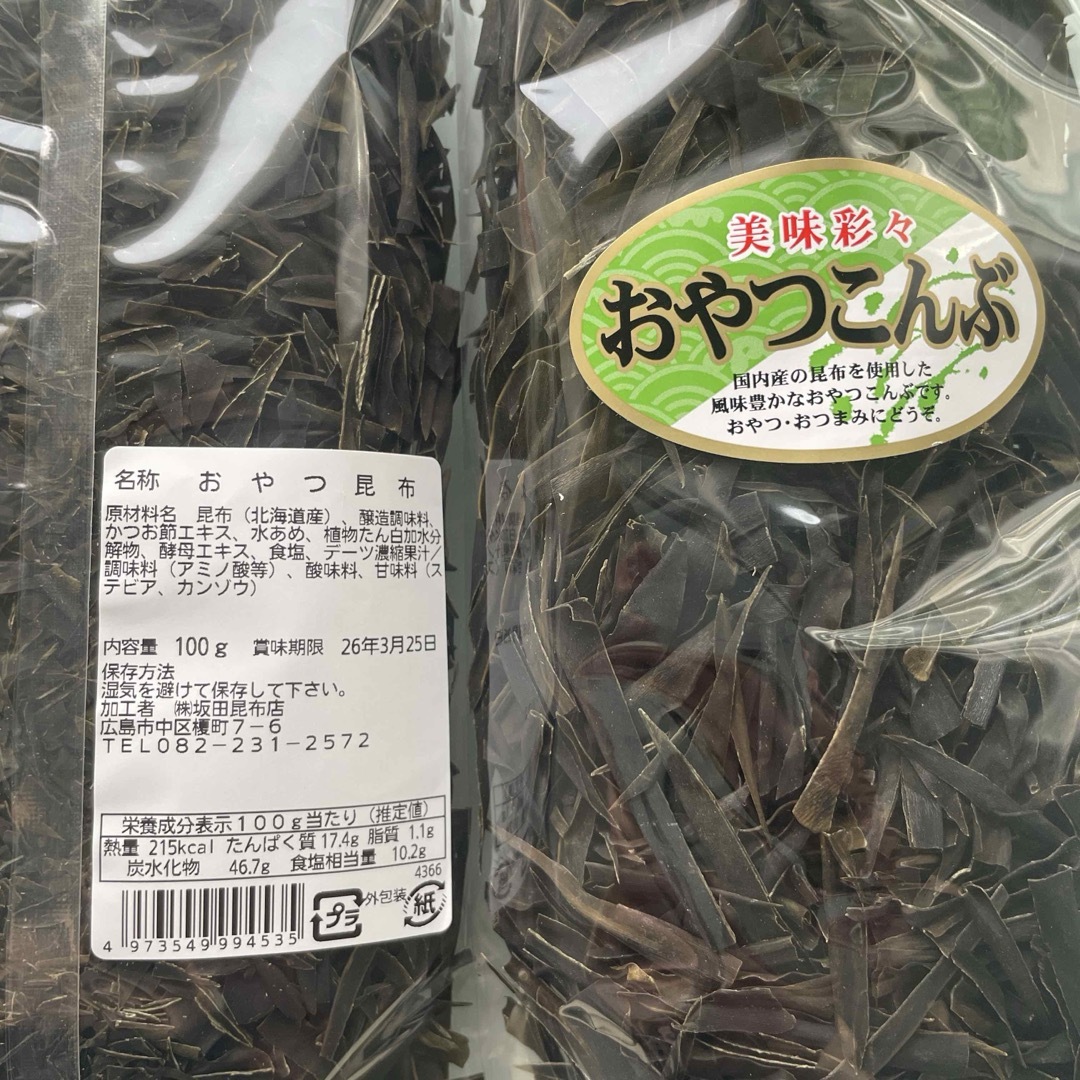 美味彩々
おやつこんぶ
国内産の昆布を使用した
風味豊かなおやつこんぶです。
おやつ・おつまみにどうぞ。
名称 おやつ昆布
原材料名 昆布（北海道産）、醸造調味料、
かつお節エキス、水あめ、植物たん白加水分
解物、酵母エキス、食塩、デーツ濃縮果汁／
調味料（アミノ酸等）、酸味料、甘味料（ス
テビア、カンゾウ）
内容量 100g 賞味期限 26年3月25日
保存方法
湿気を避けて保存して下さい。
加工者 ㈱坂田昆布店
広島市中区榎町7－6
TEL082－231－2572
栄養成分表示100g当たり（推定値）
熱量 215kcal たんぱく質 17.4g 脂質 1.1g
炭水化物 46.7g 食塩相当量 10.2g
4366
4 973549 994535
プラ
外包装
紙